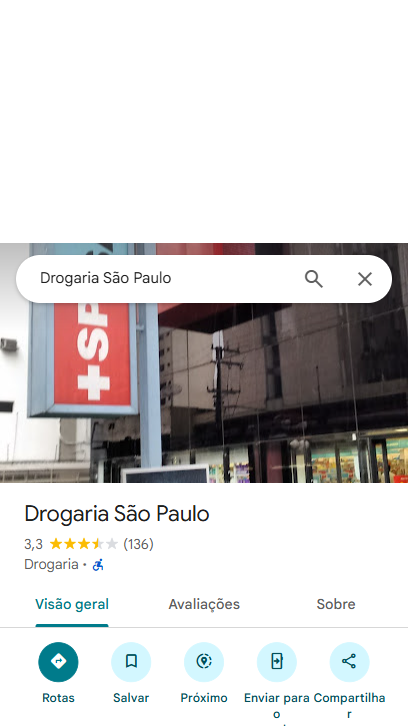 Drogaria São Paulo
+SP
Drogaria São Paulo
3,3 (136)
Drogaria •
Visão geral Avaliações Sobre
Rotas Salvar Próximo Enviar para o Compartilhar